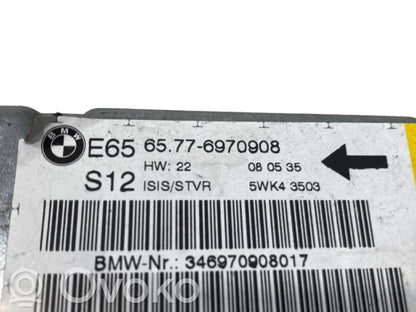 BMW
E65 65.77-6970908
HW: 22 08 05 35
S12 ISIS/STVR 5WK4 3503
BMW-Nr.: 346970908017
OVOKO